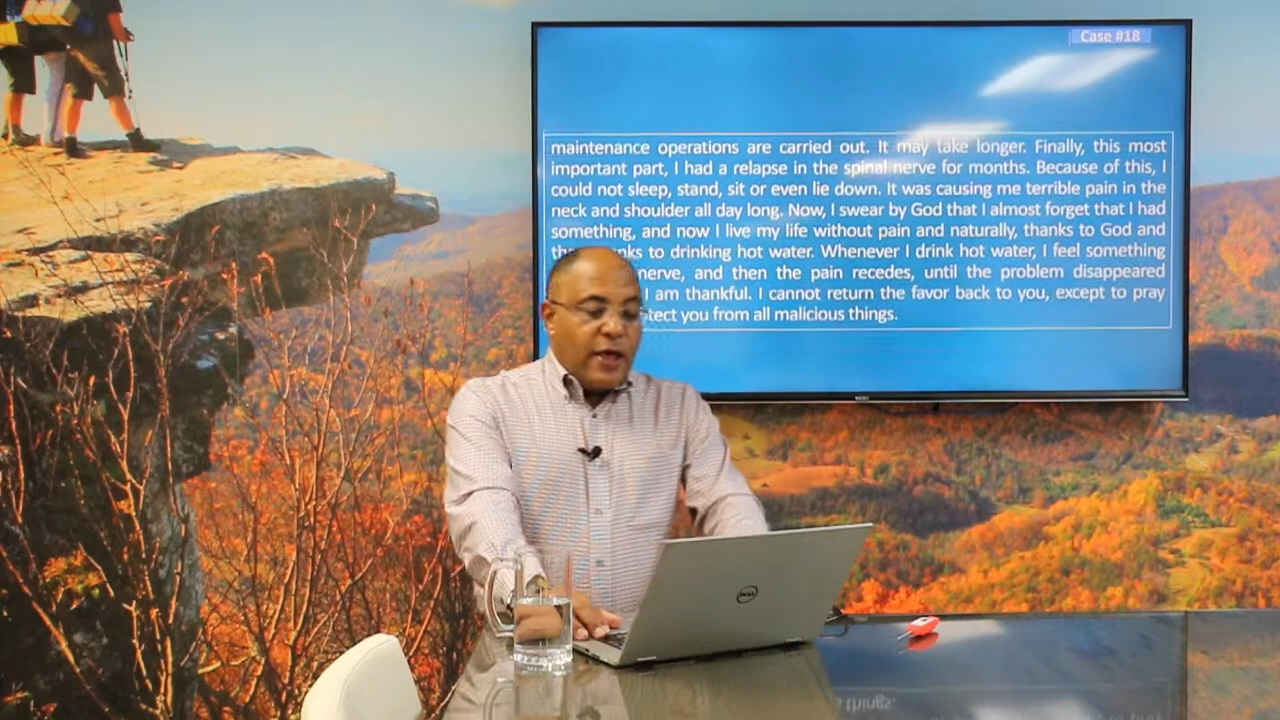 Case #18
maintenance operations are carried out. It may take longer. Finally, this most
important part, I had a relapse in the spinal nerve for months. Because of this, I
could not sleep, stand, sit or even lie down. It was causing me terrible pain in the
neck and shoulder all day long. Now, I swear by God that I almost forget that I had
something, and now I live my life without pain and naturally, thanks to God and
to drinking hot water. Whenever I drink hot water, I feel something
nerve, and then the pain recedes, until the problem disappeared
I am thankful. I cannot return the favor back to you, except to pray
you from all malicious things.
DELL
things.